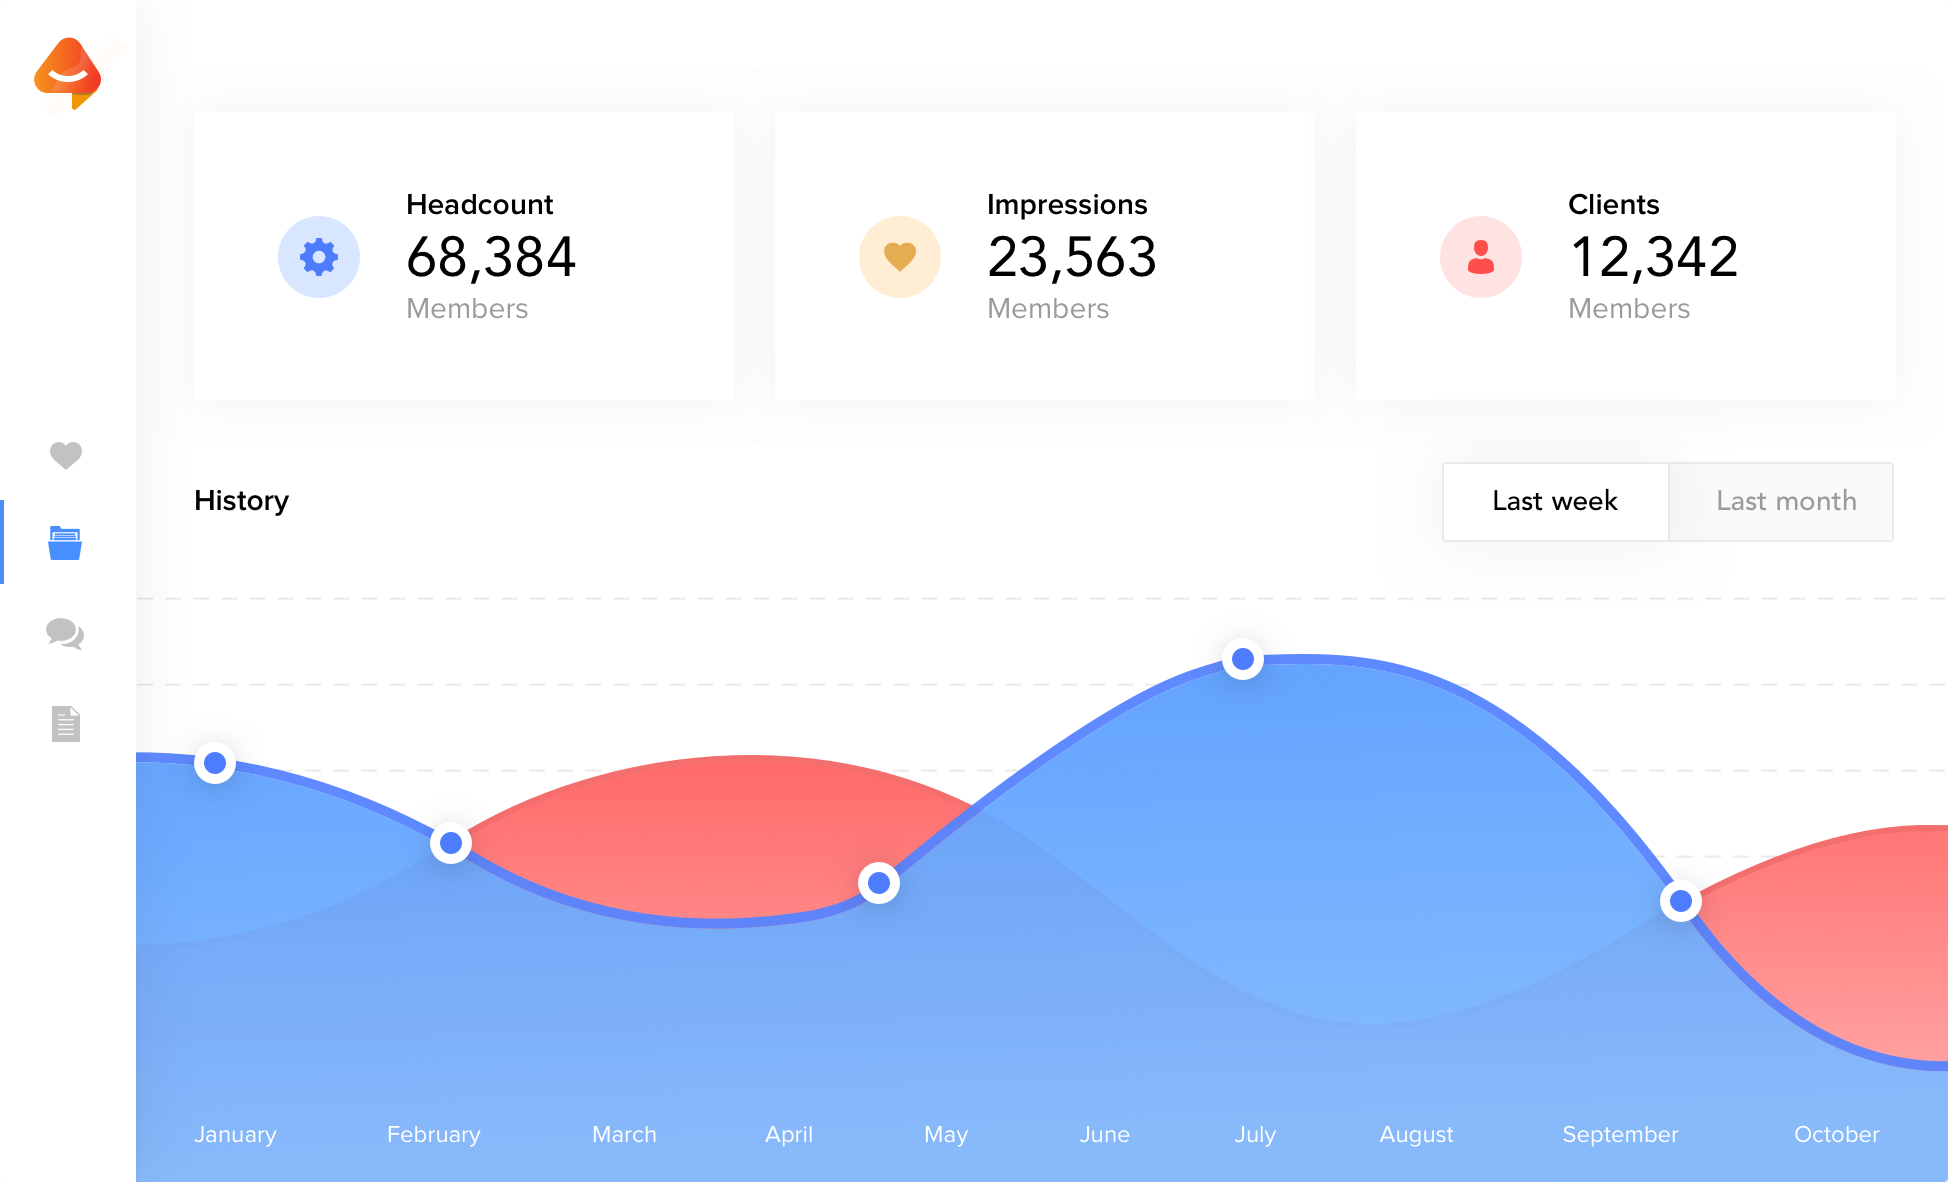 Headcount
68,384
Members
Impressions
23,563
Members
Clients
12,342
Members
History
Last week
Last month
January
February
March
April
May
June
July
August
September
October